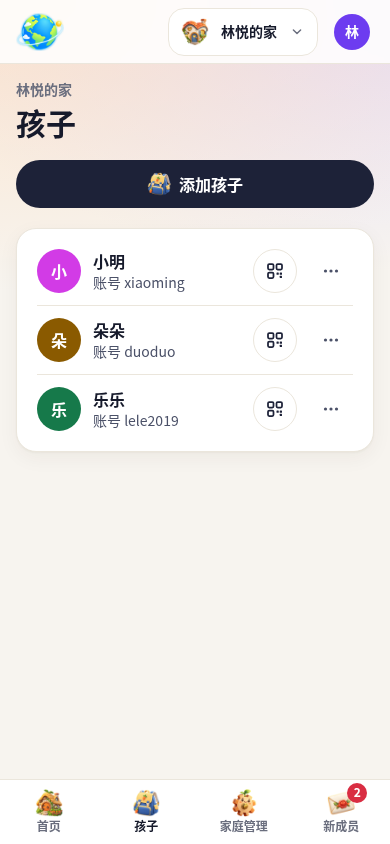 林悦的家
林
林悦的家
孩子
添加孩子
小
小明
账号 xiaoming
朵
朵朵
账号 duoduo
乐
乐乐
账号 lele2019
首页
孩子
家庭管理
2
新成员